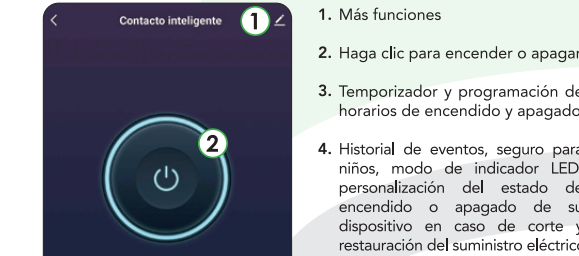 Contacto inteligente
1
2
1. Más funciones
2. Haga clic para encender o apagar
3. Temporizador y programación de
horarios de encendido y apagado
4. Historial de eventos, seguro para
niños, modo de indicador LED
personalización del estado de
encendido o apagado de su
dispositivo en caso de corte y
restauración del suministro eléctrico